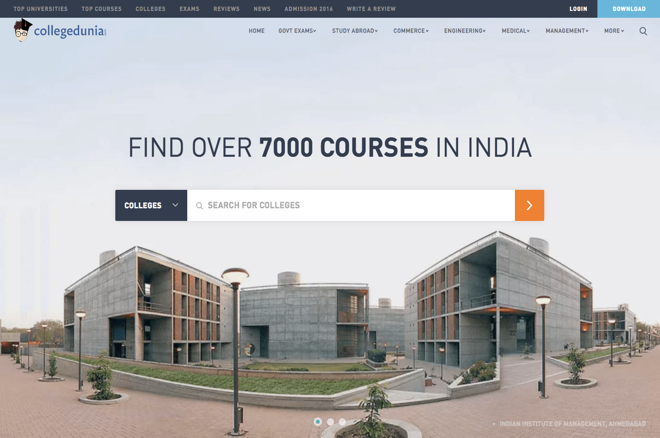 TOP UNIVERSITIES TOP COURSES COLLEGES EXAMS REVIEWS NEWS ADMISSION 2016 WRITE A REVIEW LOGIN DOWNLOAD
collegedunia
HOME GOVT EXAMS STUDY ABROAD COMMERCE ENGINEERING MEDICAL MANAGEMENT MORE
FIND OVER 7000 COURSES IN INDIA
COLLEGES SEARCH FOR COLLEGES
INDIAN INSTITUTE OF MANAGEMENT, AHMEDABAD